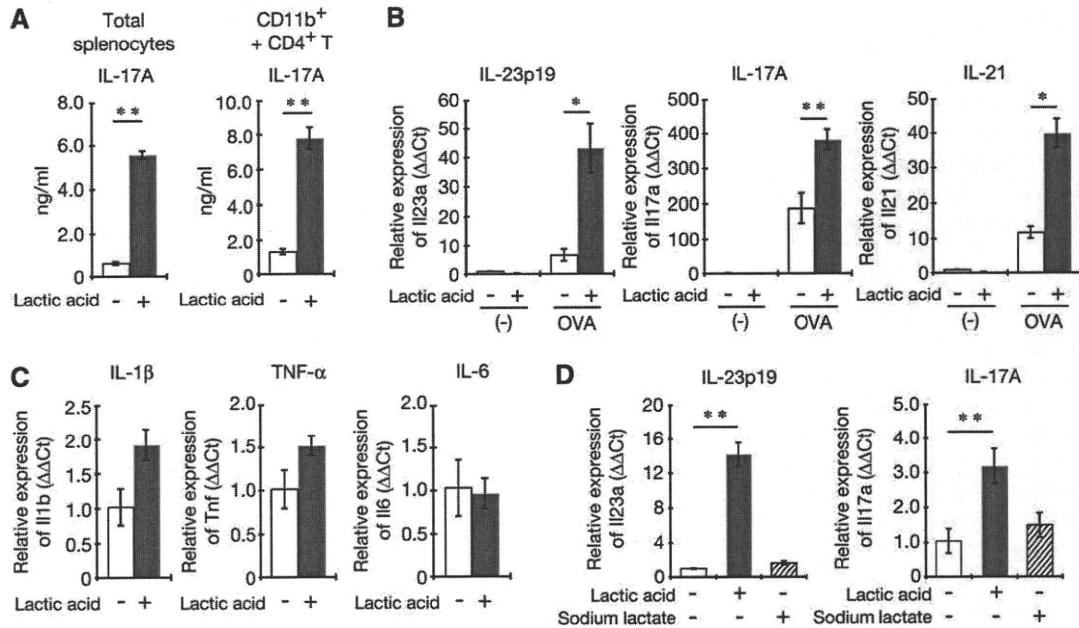 A
Total
splenocytes
IL-17A
**
8.0
6.0
4.0
2.0
0
ng/ml
Lactic acid - +
CD11b+
+ CD4+ T
IL-17A
**
10.0
8.0
6.0
4.0
2.0
0
ng/ml
- +
B
IL-23p19
*
60
50
40
30
20
10
0
Relative expression
of Il23a (ΔΔCt)
Lactic acid - + - +
(-) OVA
IL-17A
**
500
400
300
200
100
0
Relative expression
of Il17a (ΔΔCt)
- + - +
(-) OVA
IL-21
*
50
40
30
20
10
0
Relative expression
of Il21 (ΔΔCt)
Lactic acid - + - +
(-) OVA
C
IL-1β
2.5
2.0
1.5
1.0
0.5
0
Relative expression
of Il1b (ΔΔCt)
Lactic acid - +
TNF-α
2.0
1.5
1.0
0.5
0
Relative expression
of Tnf (ΔΔCt)
- +
IL-6
2.0
1.5
1.0
0.5
0
Relative expression
of Il6 (ΔΔCt)
Lactic acid - +
D
IL-23p19
**
20
16
12
8
4
0
Relative expression
of Il23a (ΔΔCt)
Lactic acid - +
Sodium lactate - +
IL-17A
**
5.0
4.0
3.0
2.0
1.0
0
Relative expression
of Il17a (ΔΔCt)
Lactic acid - +
Sodium lactate - +